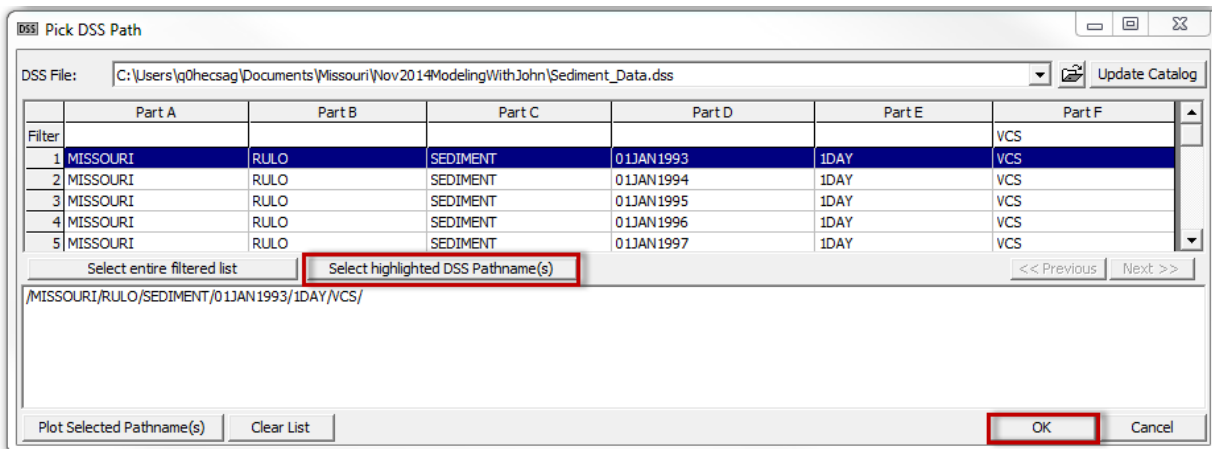 DSS Pick DSS Path
DSS File: C:\Users\q0hecsag\Documents\Missouri\Nov2014ModelingWithJohn\Sediment_Data.dss Update Catalog
Part A Part B Part C Part D Part E Part F
Filter VCS
1 MISSOURI RULO SEDIMENT 01JAN1993 1DAY VCS
2 MISSOURI RULO SEDIMENT 01JAN1994 1DAY VCS
3 MISSOURI RULO SEDIMENT 01JAN1995 1DAY VCS
4 MISSOURI RULO SEDIMENT 01JAN1996 1DAY VCS
5 MISSOURI RULO SEDIMENT 01JAN1997 1DAY VCS
Select entire filtered list Select highlighted DSS Pathname(s) << Previous Next >>
/MISSOURI/RULO/SEDIMENT/01JAN1993/1DAY/VCS/
Plot Selected Pathname(s) Clear List OK Cancel